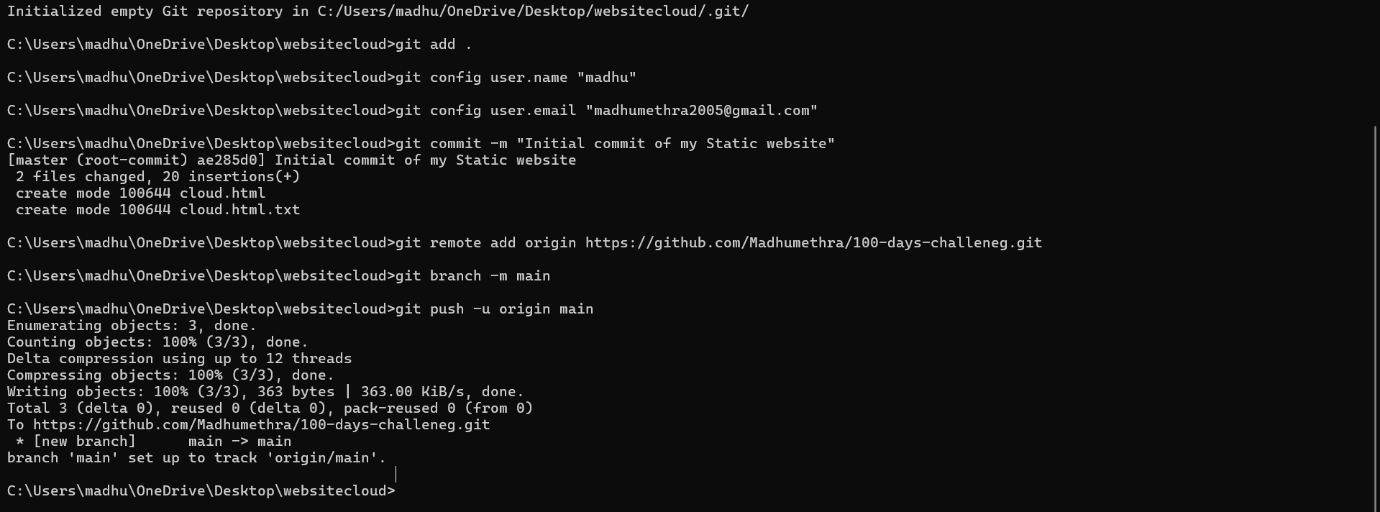 Initialized empty Git repository in C:/Users/madhu/OneDrive/Desktop/websitecloud/.git/
C:\Users\madhu\OneDrive\Desktop\websitecloud>git add .
C:\Users\madhu\OneDrive\Desktop\websitecloud>git config user.name "madhu"
C:\Users\madhu\OneDrive\Desktop\websitecloud>git config user.email "madhumethra2005@gmail.com"
C:\Users\madhu\OneDrive\Desktop\websitecloud>git commit -m "Initial commit of my Static website"
[master (root-commit) ae285d0] Initial commit of my Static website
 2 files changed, 20 insertions(+)
 create mode 100644 cloud.html
 create mode 100644 cloud.html.txt
C:\Users\madhu\OneDrive\Desktop\websitecloud>git remote add origin https://github.com/Madhumethra/100-days-challeneg.git
C:\Users\madhu\OneDrive\Desktop\websitecloud>git branch -m main
C:\Users\madhu\OneDrive\Desktop\websitecloud>git push -u origin main
Enumerating objects: 3, done.
Counting objects: 100% (3/3), done.
Delta compression using up to 12 threads
Compressing objects: 100% (3/3), done.
Writing objects: 100% (3/3), 363 bytes | 363.00 KiB/s, done.
Total 3 (delta 0), reused 0 (delta 0), pack-reused 0 (from 0)
To https://github.com/Madhumethra/100-days-challeneg.git
 * [new branch]      main -> main
branch 'main' set up to track 'origin/main'.
C:\Users\madhu\OneDrive\Desktop\websitecloud>